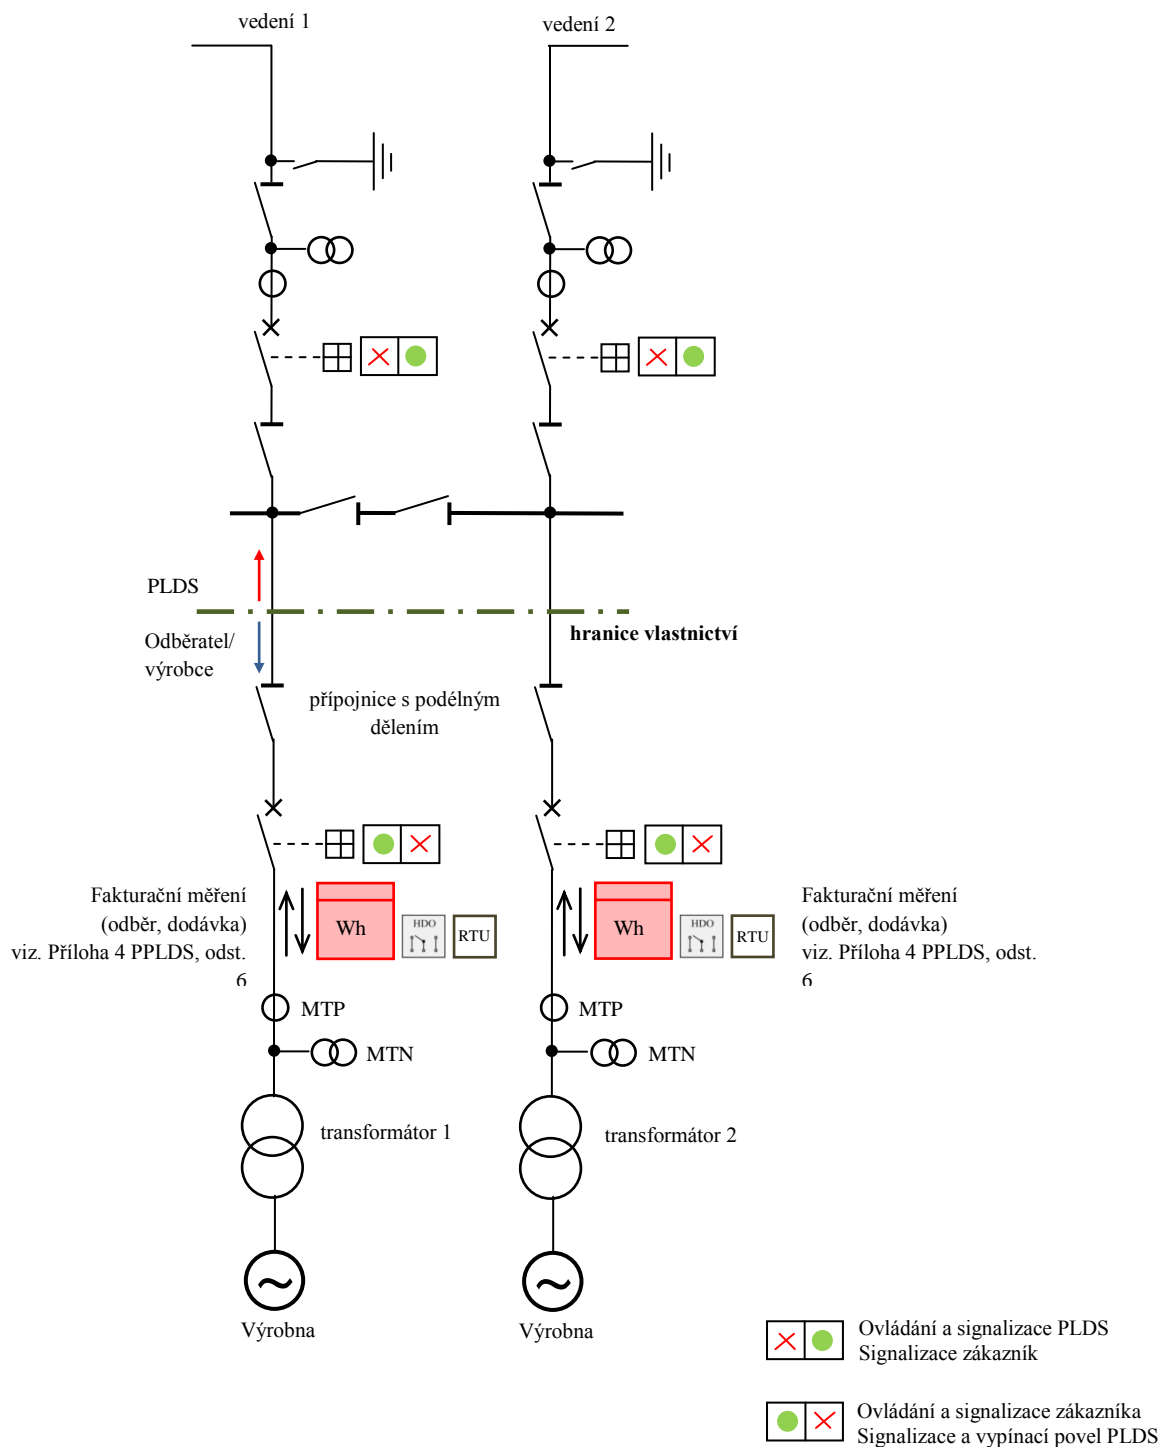 vedení 1
vedení 2
PLDS
Odběratel/
výrobce
hranice vlastnictví
přípojnice s podélným
dělením
Fakturační měření
(odběr, dodávka)
viz. Příloha 4 PPLDS, odst.
6
Wh
HDO
RTU
Wh
HDO
RTU
Fakturační měření
(odběr, dodávka)
viz. Příloha 4 PPLDS, odst.
6
MTP
MTP
MTN
MTN
transformátor 1
transformátor 2
Výrobna
Výrobna
Ovládání a signalizace PLDS
Signalizace zákazník
Ovládání a signalizace zákazníka
Signalizace a vypínací povel PLDS